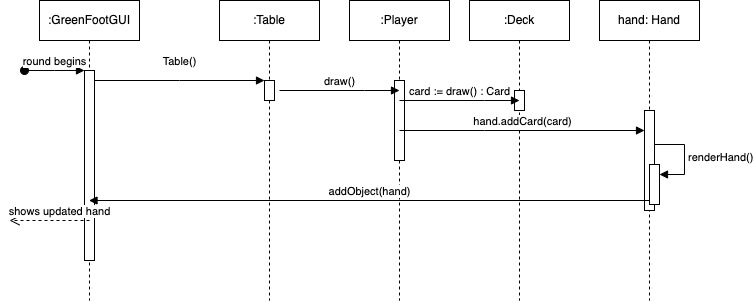 :GreenFootGUI
:Table
:Player
:Deck
hand: Hand
round begins
Table()
draw()
card := draw() : Card
hand.addCard(card)
renderHand()
addObject(hand)
shows updated hand